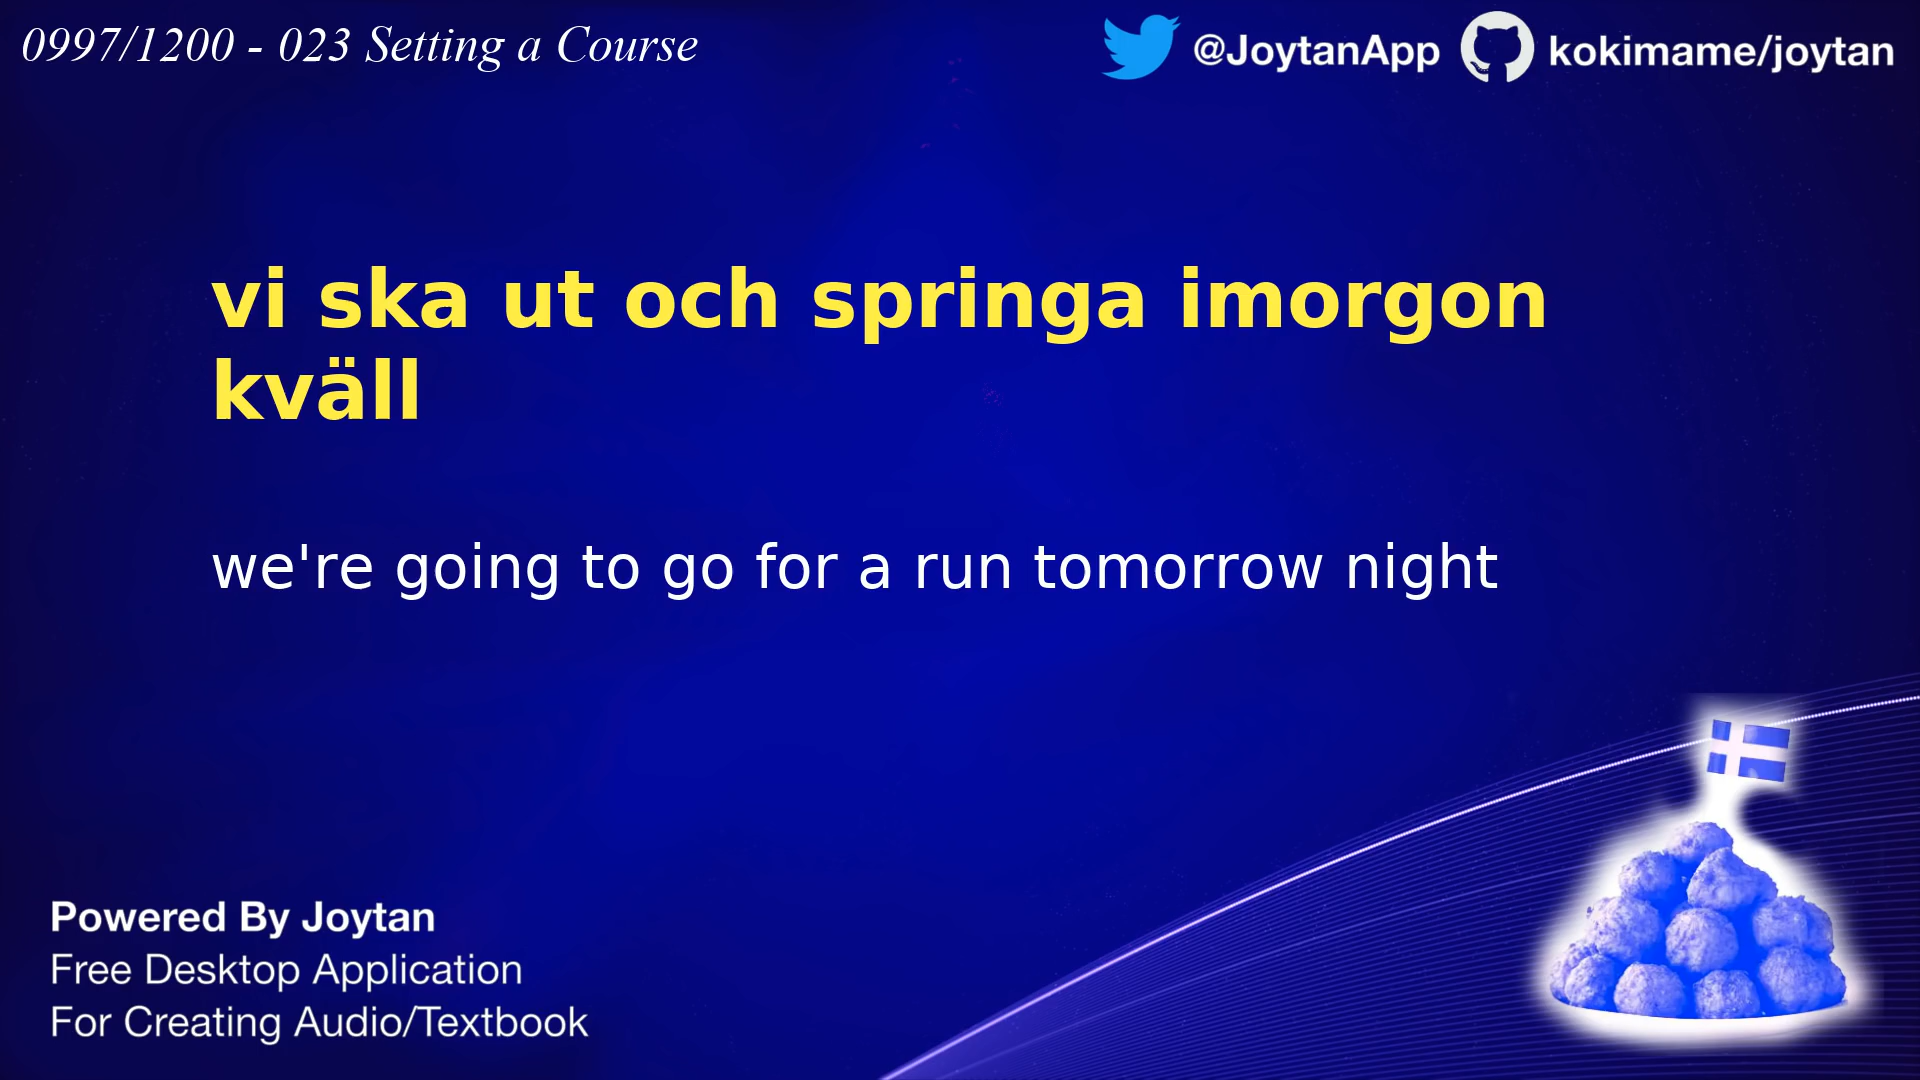 0997/1200 - 023 Setting a Course
@JoytanApp
kokimame/joytan
vi ska ut och springa imorgon
kväll
we're going to go for a run tomorrow night
Powered By Joytan
Free Desktop Application
For Creating Audio/Textbook